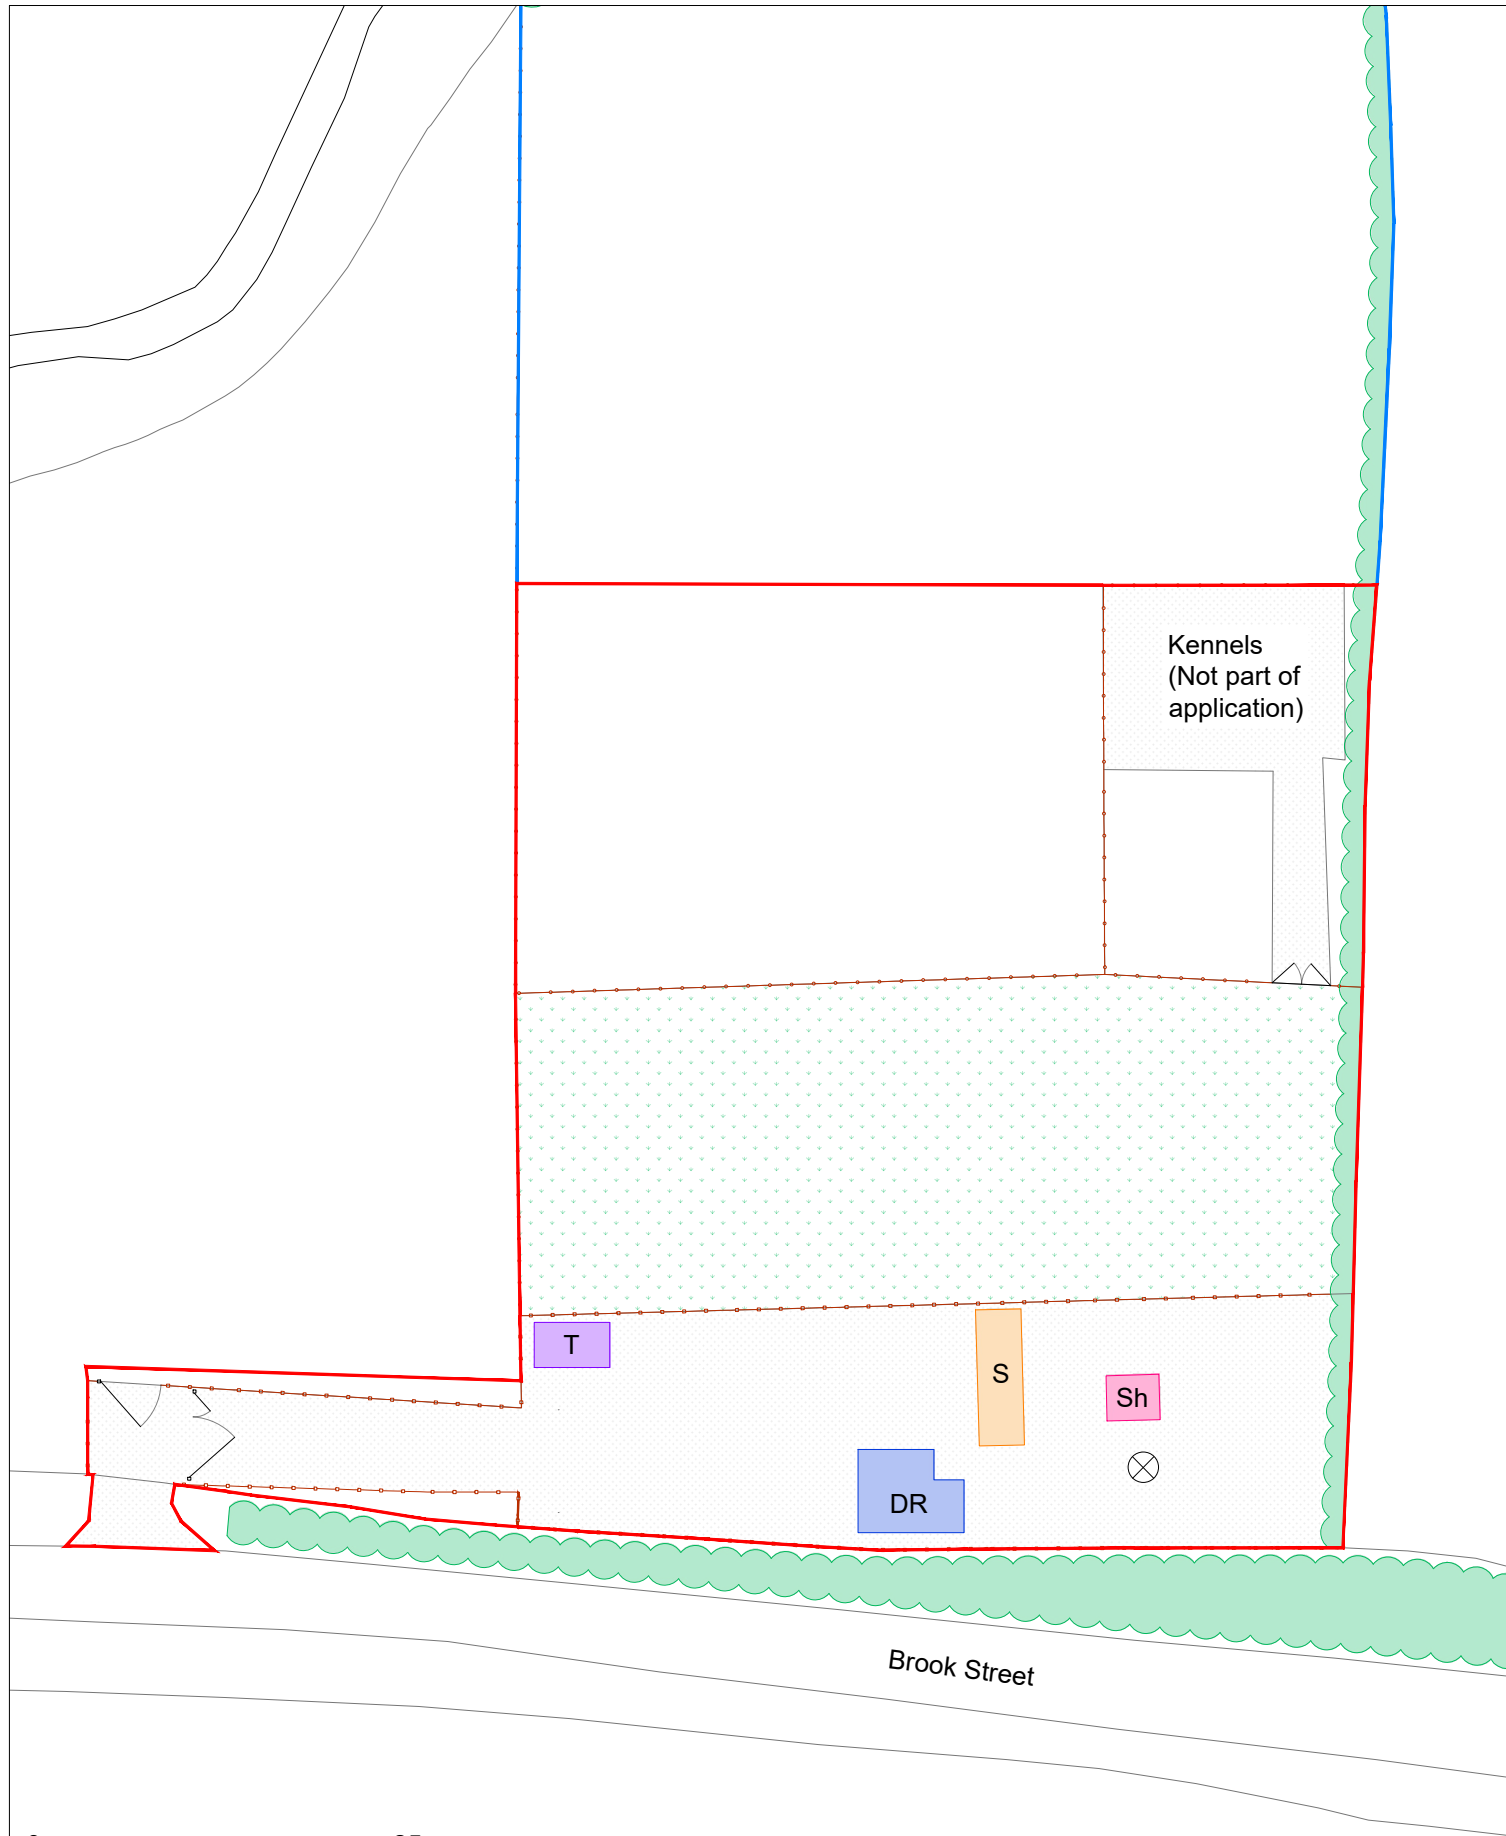 Kennels
(Not part of
application)
T
S
Sh
DR
Brook Street